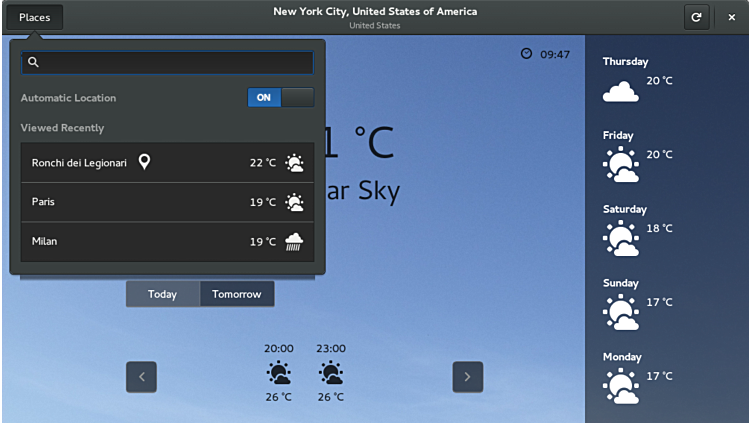 Places
New York City, United States of America
United States
Automatic Location
ON
Viewed Recently
Ronchi dei Legionari
22 °C
Paris
19 °C
Milan
19 °C
09:47
1 °C
ar Sky
Today
Tomorrow
20:00
23:00
26 °C
26 °C
Thursday
20 °C
Friday
20 °C
Saturday
18 °C
Sunday
17 °C
Monday
17 °C